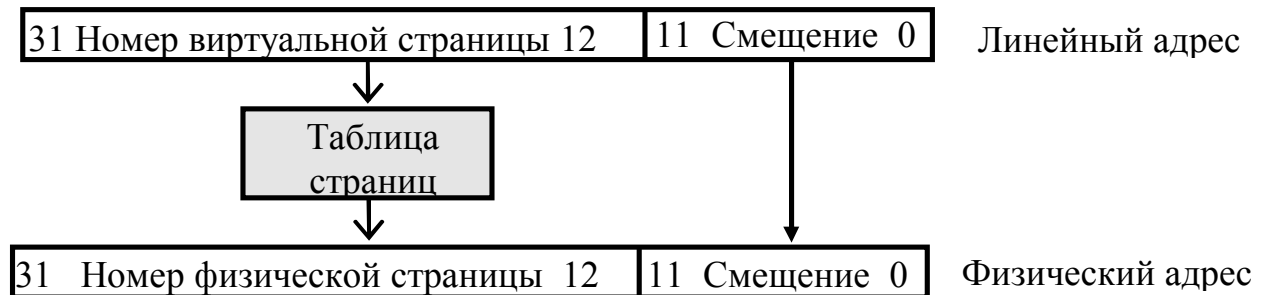 31 Номер виртуальной страницы 12 11 Смещение 0 Линейный адрес
Таблица
страниц
31 Номер физической страницы 12 11 Смещение 0 Физический адрес